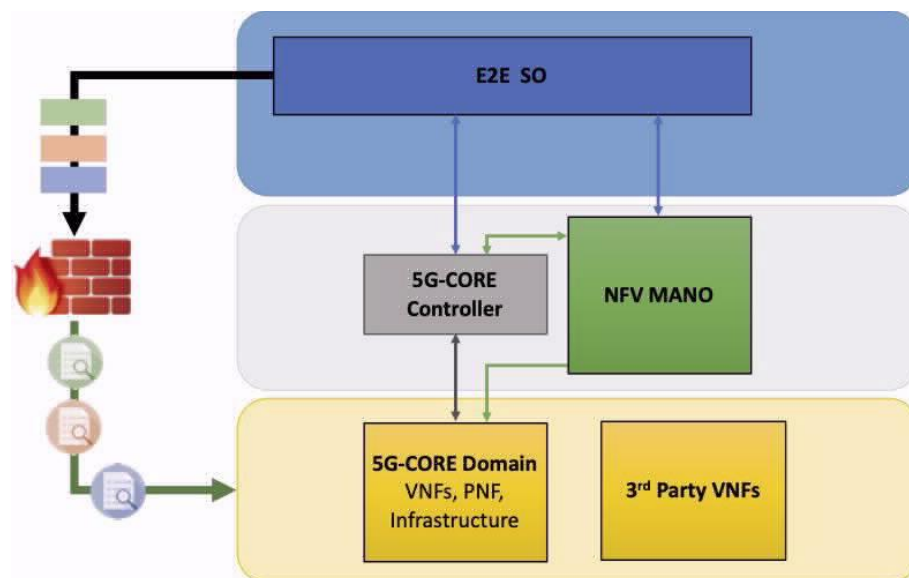 E2E SO
5G-CORE
Controller
NFV MANO
5G-CORE Domain
VNFs, PNF,
Infrastructure
3rd Party VNFs